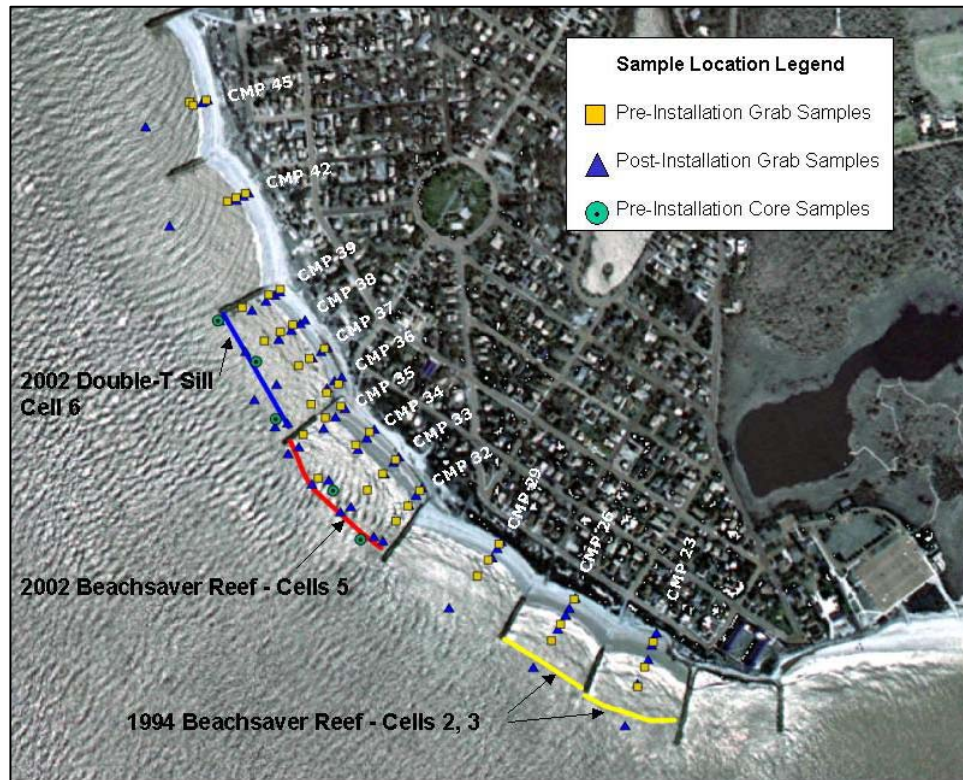 Sample Location Legend
Pre-Installation Grab Samples
Post-Installation Grab Samples
Pre-Installation Core Samples
CMP 45
CMP 42
CMP 39
CMP 38
CMP 37
CMP 36
CMP 35
CMP 34
CMP 33
CMP 32
CMP 29
CMP 26
CMP 23
2002 Double-T Sill
Cell 6
2002 Beachsaver Reef - Cells 5
1994 Beachsaver Reef - Cells 2, 3